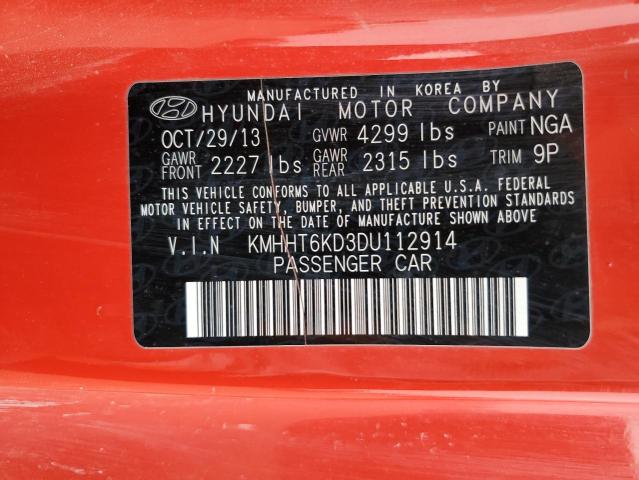 MANUFACTURED IN KOREA BY
HYUNDAI MOTOR COMPANY
OCT/29/13 GVWR 4299 lbs PAINT NGA
GAWR FRONT 2227 lbs GAWR REAR 2315 lbs TRIM 9P
THIS VEHICLE CONFORMS TO ALL APPLICABLE U.S.A. FEDERAL
MOTOR VEHICLE SAFETY, BUMPER, AND THEFT PREVENTION STANDARDS
IN EFFECT ON THE DATE OF MANUFACTURE SHOWN ABOVE
V.I.N KMHHT6KD3DU112914
PASSENGER CAR